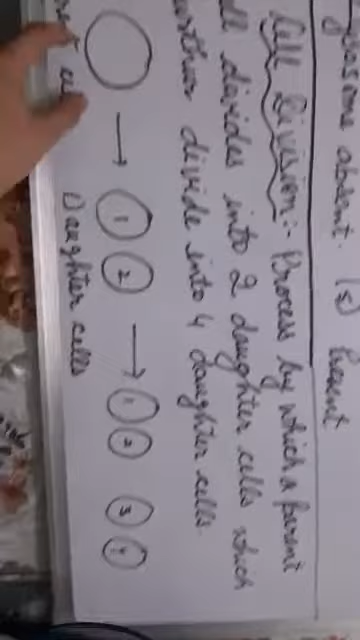 lysosome absent. (5) Present
Cell Division:- Process by which a parent
cell divides into 2 daughter cells which
further divide into 4 daughter cells.
1 2 1 2 3 4
Daughter cells